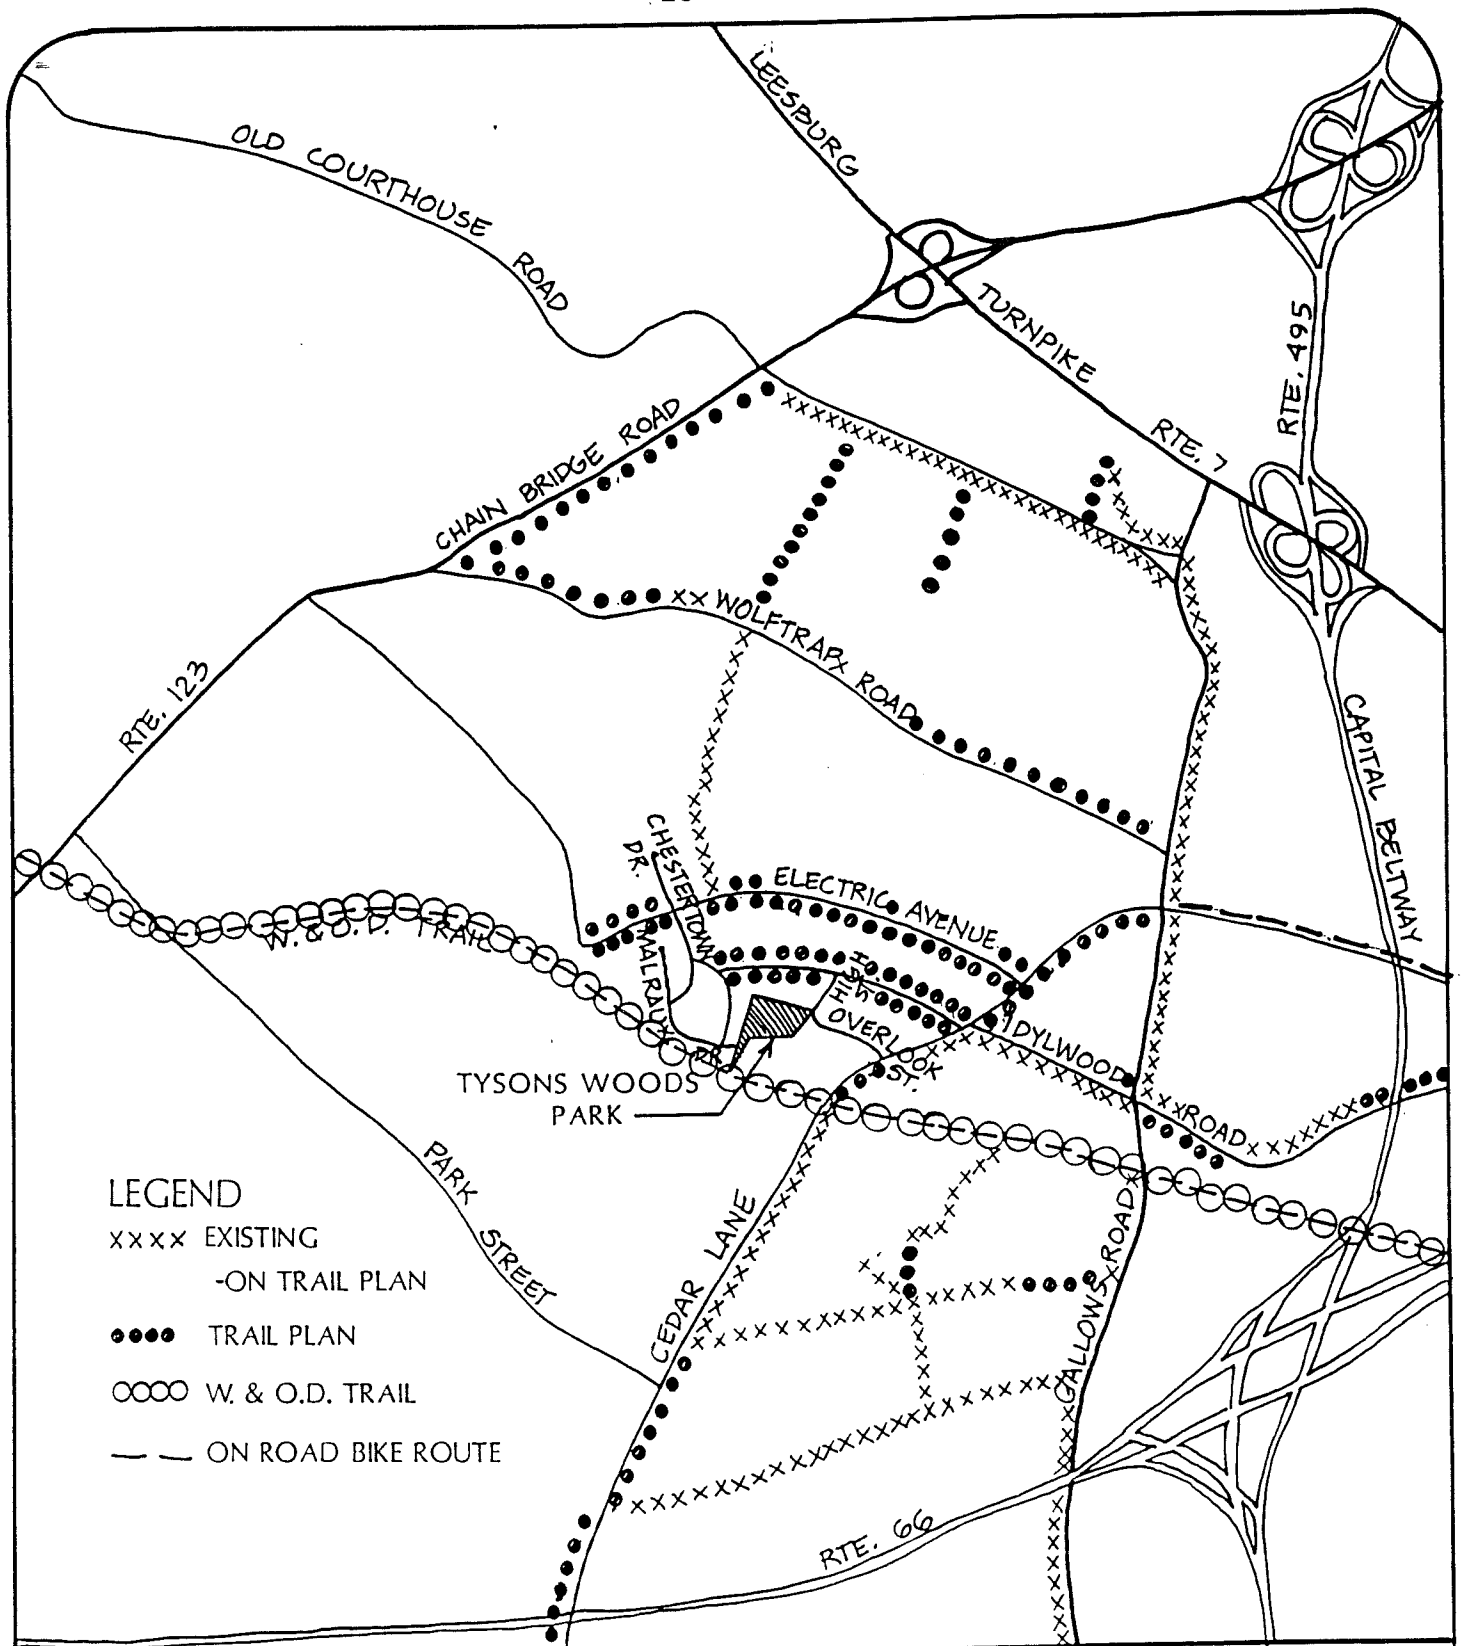 LEESBURG
OLD COURTHOUSE ROAD
TURNPIKE
RTE. 495
CHAIN BRIDGE ROAD
RTE. 7
WOLFTRAP ROAD
RTE. 123
CAPITAL BELTWAY
CHESTERTOWN
DR.
ELECTRIC AVENUE
W. & O.D. TRAIL
OVERLOOK
ST.
IDYLWOOD ROAD
DR.
TYSONS WOODS
PARK
PARK STREET
CEDAR LANE
GALLOWS ROAD
RTE. 66
LEGEND
xxxx EXISTING
-ON TRAIL PLAN
TRAIL PLAN
W. & O.D. TRAIL
ON ROAD BIKE ROUTE